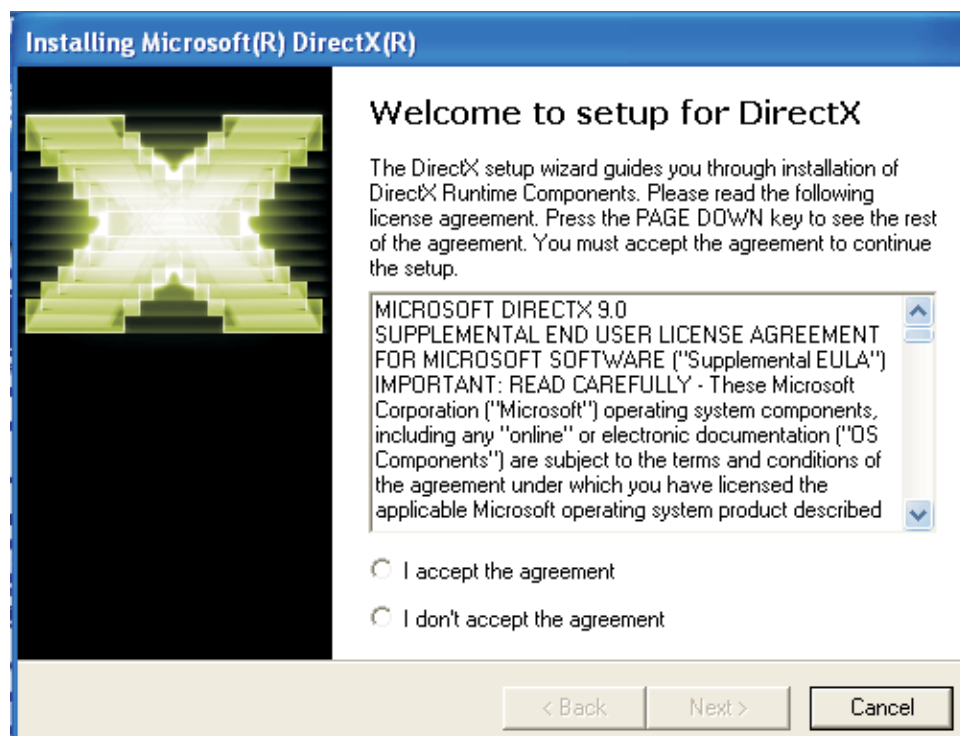 Installing Microsoft(R) DirectX(R)
Welcome to setup for DirectX
The DirectX setup wizard guides you through installation of
DirectX Runtime Components. Please read the following
license agreement. Press the PAGE DOWN key to see the rest
of the agreement. You must accept the agreement to continue
the setup.
MICROSOFT DIRECTX 9.0
SUPPLEMENTAL END USER LICENSE AGREEMENT
FOR MICROSOFT SOFTWARE ("Supplemental EULA")
IMPORTANT: READ CAREFULLY - These Microsoft
Corporation ("Microsoft") operating system components,
including any "online" or electronic documentation ("OS
Components") are subject to the terms and conditions of
the agreement under which you have licensed the
applicable Microsoft operating system product described
I accept the agreement
I don't accept the agreement
< Back Next > Cancel